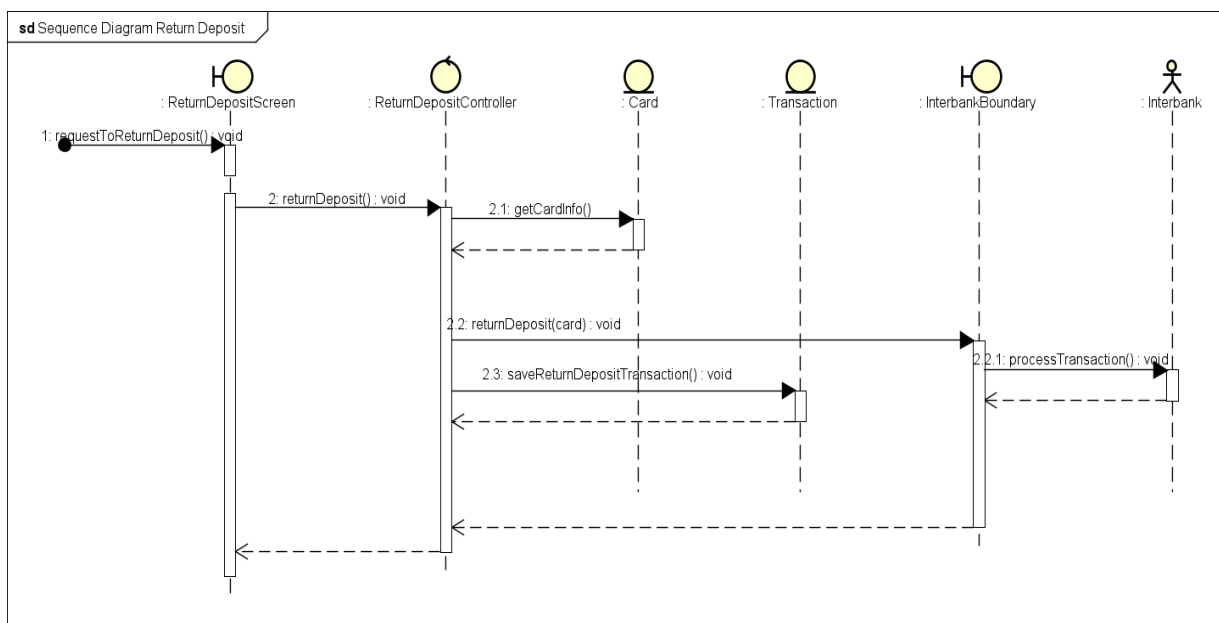 sd Sequence Diagram Return Deposit
: ReturnDepositScreen
: ReturnDepositController
: Card
: Transaction
: InterbankBoundary
: Interbank
1: requestToReturnDeposit() : void
2: returnDeposit() : void
2.1: getCardInfo()
2.2: returnDeposit(card) : void
2.2.1: processTransaction() : void
2.3: saveReturnDepositTransaction() : void